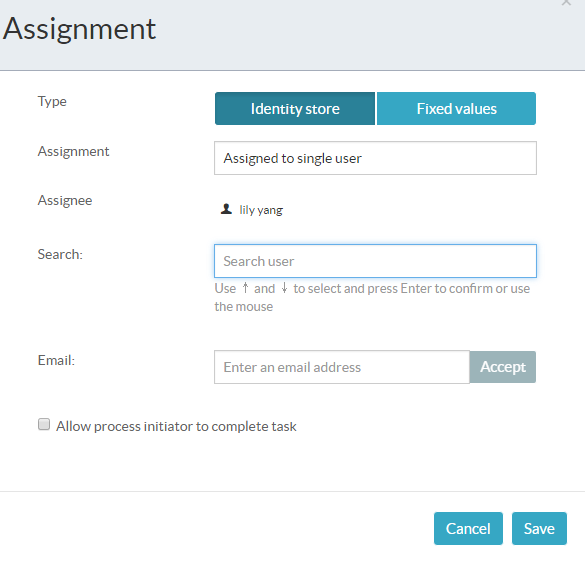 Assignment
Type
Identity store
Fixed values
Assignment
Assigned to single user
Assignee
lily yang
Search:
Search user
Use ↑ and ↓ to select and press Enter to confirm or use
the mouse
Email:
Enter an email address
Accept
Allow process initiator to complete task
Cancel
Save